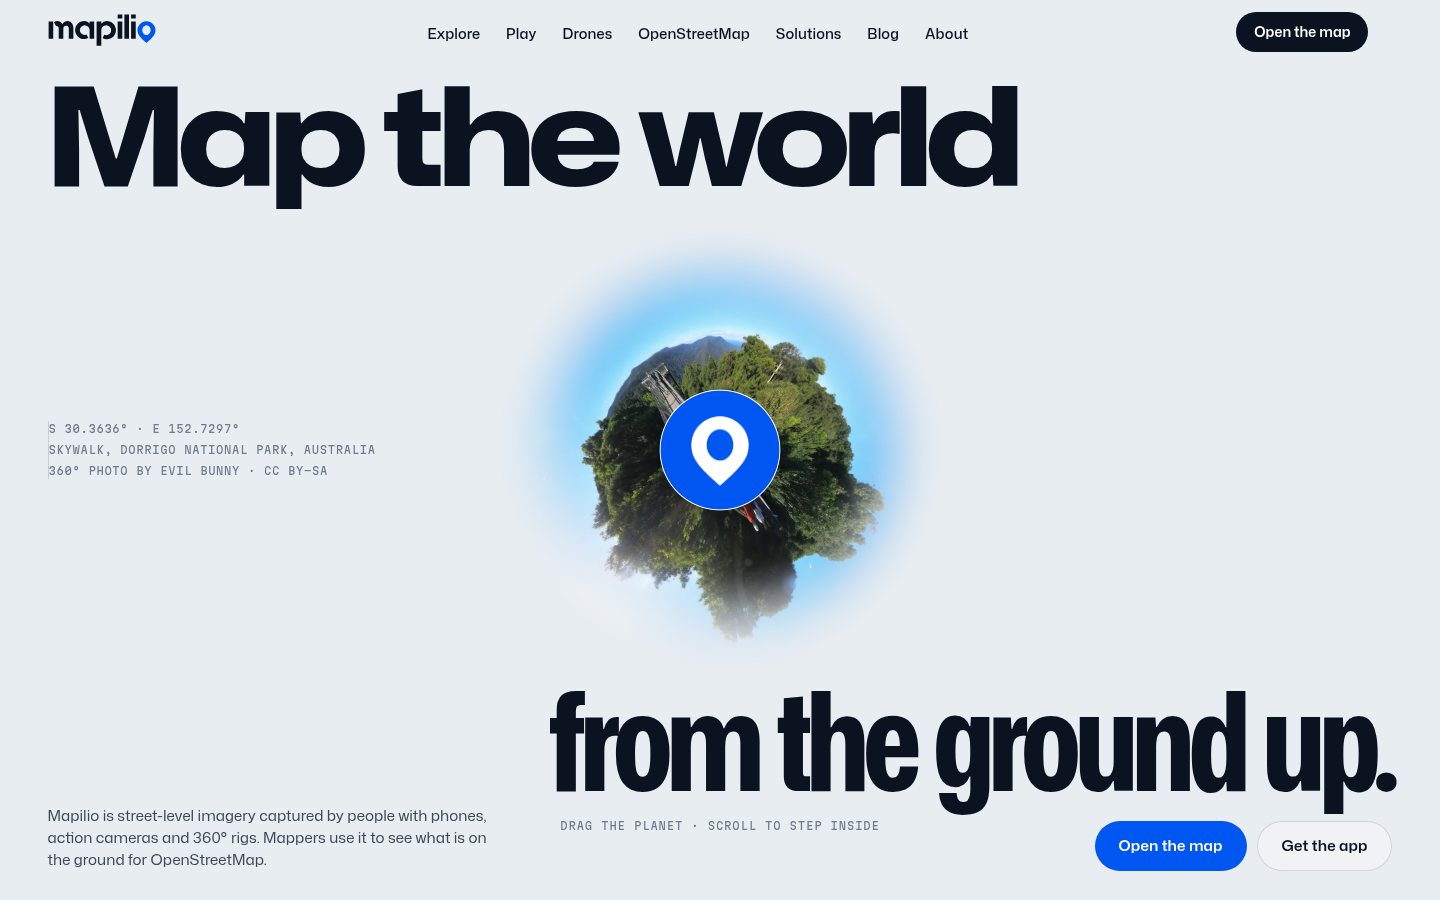 mapilio
Explore Play Drones OpenStreetMap Solutions Blog About
Open the map
Map the world
S 30.3636° · E 152.7297°
SKYWALK, DORRIGO NATIONAL PARK, AUSTRALIA
360° PHOTO BY EVIL BUNNY · CC BY-SA
from the ground up.
Mapilio is street-level imagery captured by people with phones,
action cameras and 360° rigs. Mappers use it to see what is on
the ground for OpenStreetMap.
DRAG THE PLANET · SCROLL TO STEP INSIDE
Open the map
Get the app